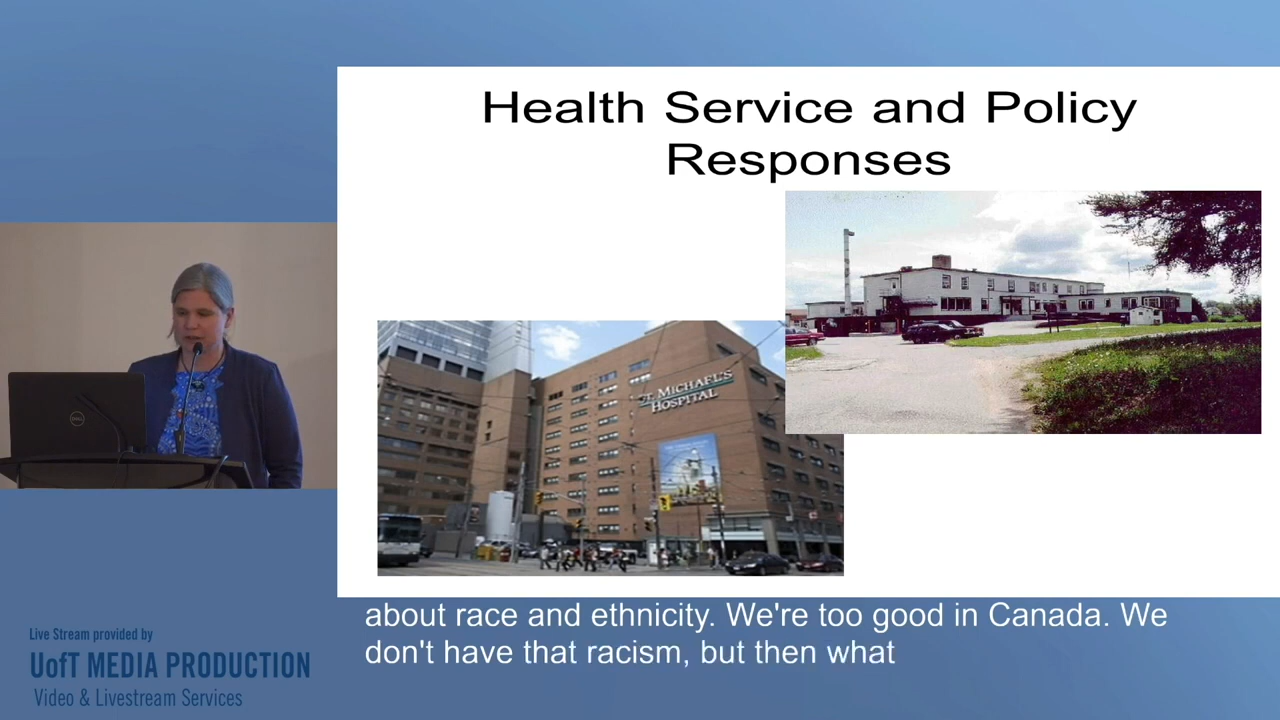 Health Service and Policy
Responses
ST. MICHAEL'S
HOSPITAL
DELL
about race and ethnicity. We're too good in Canada. We
don't have that racism, but then what
Live Stream provided by
UofT MEDIA PRODUCTION
Video & Livestream Services